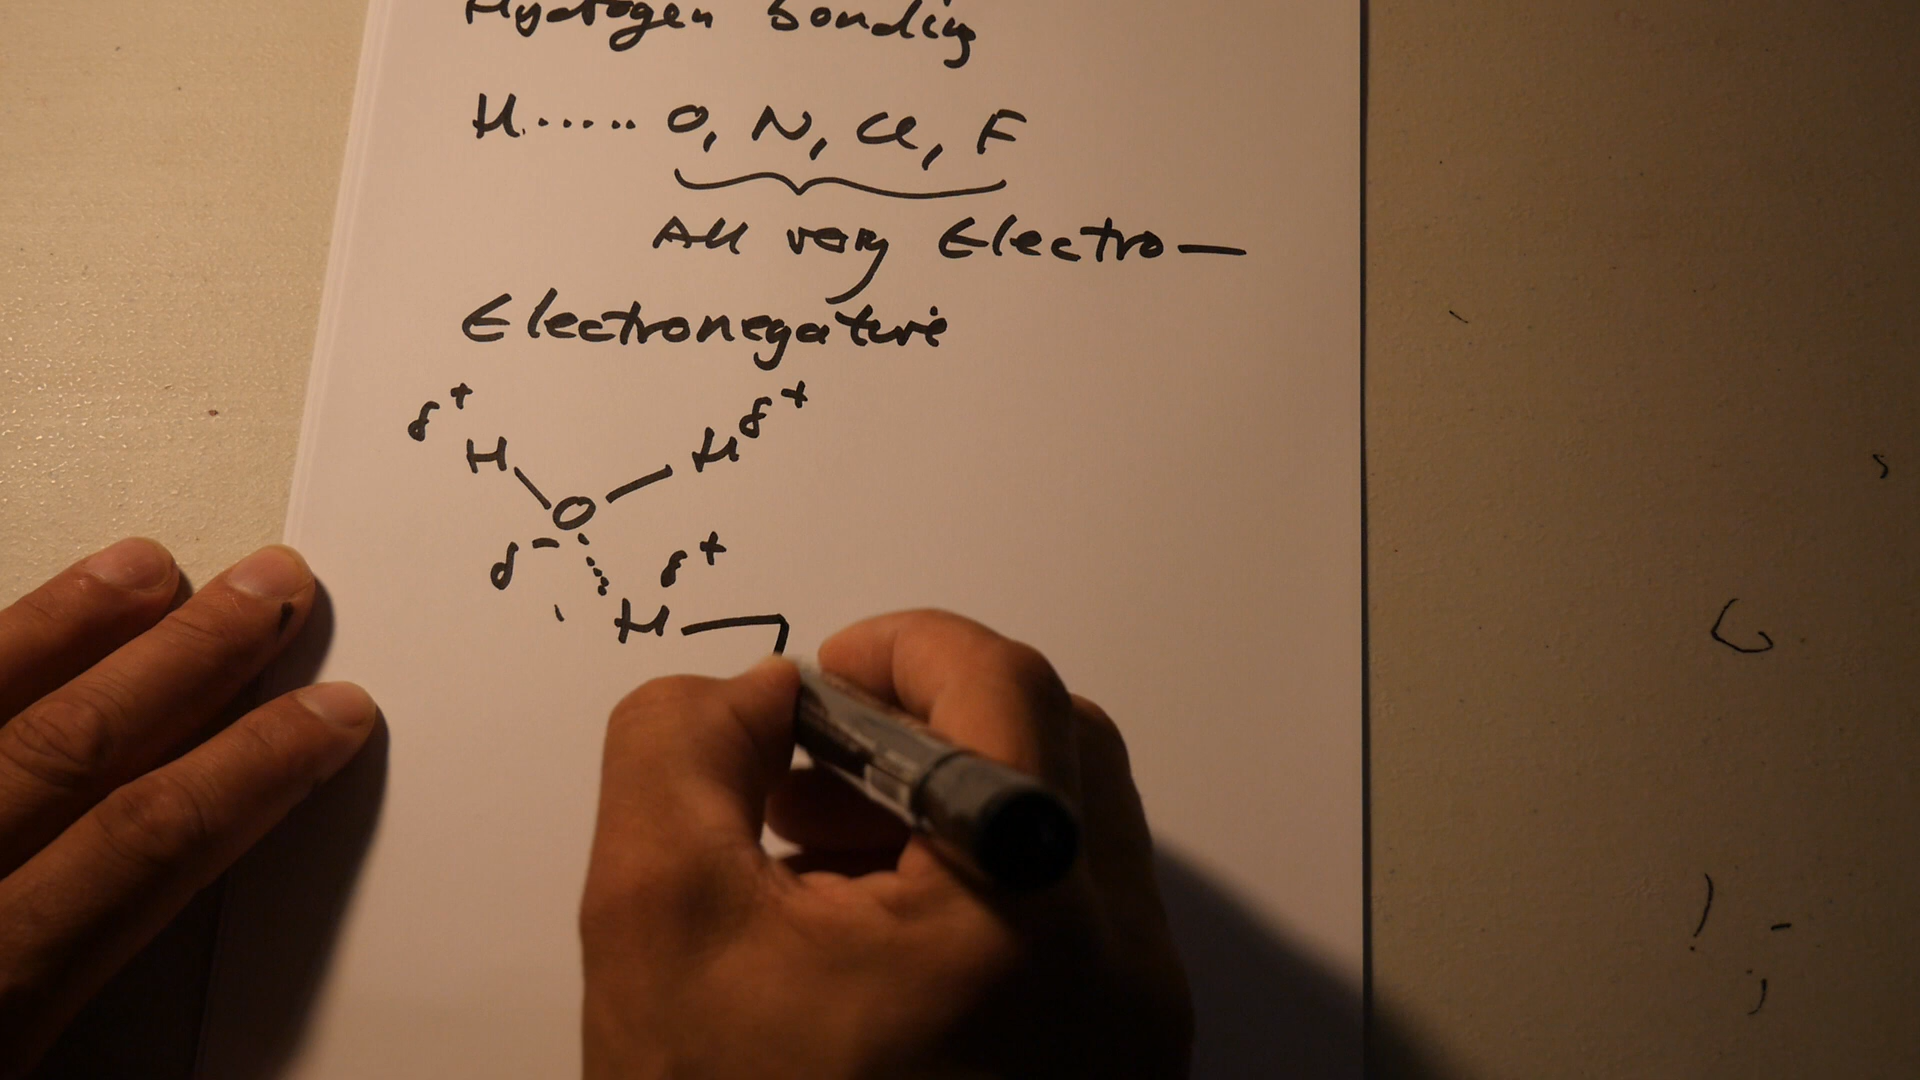 Hydrogen bonding
H...... O, N, Cl, F
All very Electro—
Electronegative
δ+ δ+
H H
O
δ- δ+
H